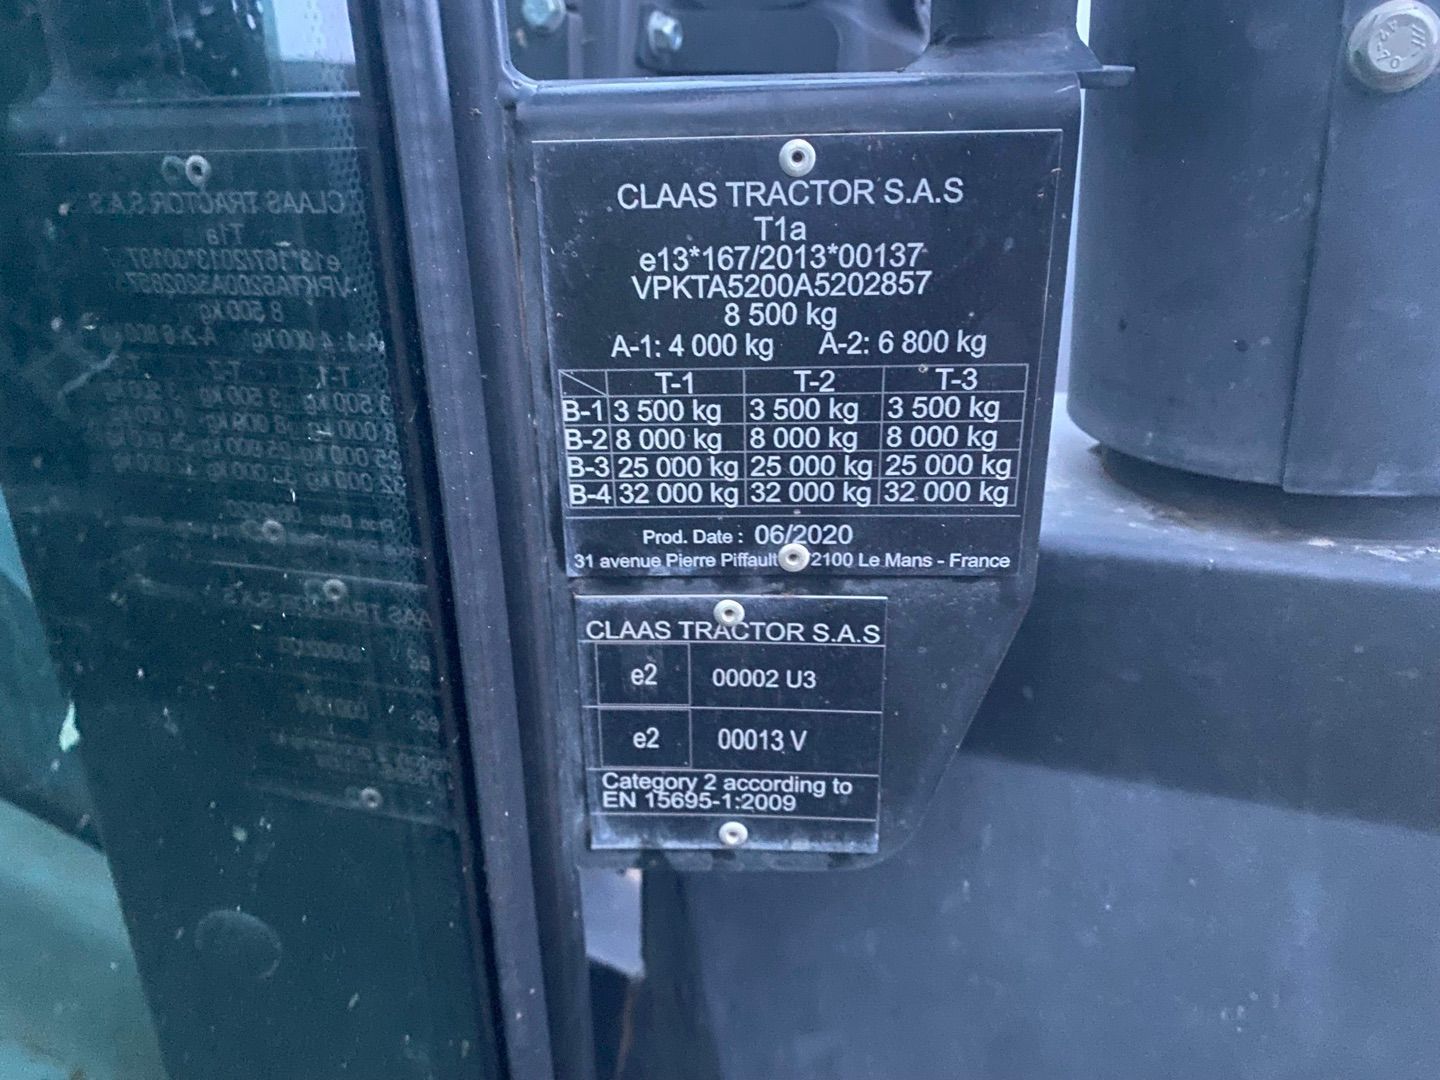 CLAAS TRACTOR S.A.S
T1a
e13*167/2013*00137
VPKTA5200A5202857
8 500 kg
A-1: 4 000 kg A-2: 6 800 kg
T-1 T-2 T-3
B-1 3 500 kg 3 500 kg 3 500 kg
B-2 8 000 kg 8 000 kg 8 000 kg
B-3 25 000 kg 25 000 kg 25 000 kg
B-4 32 000 kg 32 000 kg 32 000 kg
Prod. Date : 06/2020
31 avenue Pierre Piffault 2100 Le Mans - France
CLAAS TRACTOR S.A.S
e2 00002 U3
e2 00013 V
Category 2 according to
EN 15695-1:2009